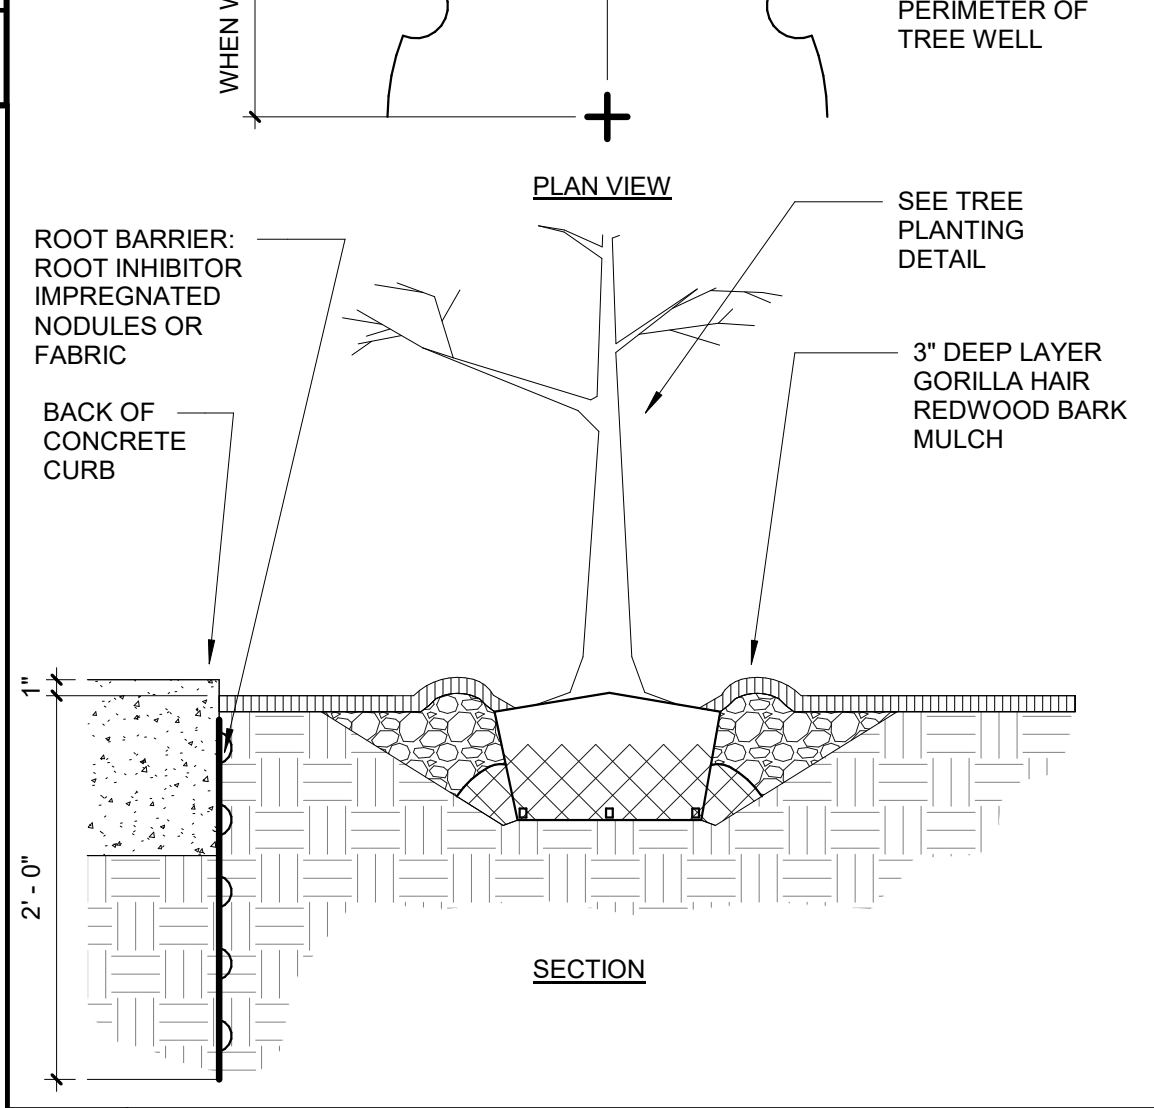 WHEN W
PERIMETER OF
TREE WELL
PLAN VIEW
SEE TREE
PLANTING
DETAIL
ROOT BARRIER:
ROOT INHIBITOR
IMPREGNATED
NODULES OR
FABRIC
3" DEEP LAYER
GORILLA HAIR
REDWOOD BARK
MULCH
BACK OF
CONCRETE
CURB
1"
2' - 0"
SECTION